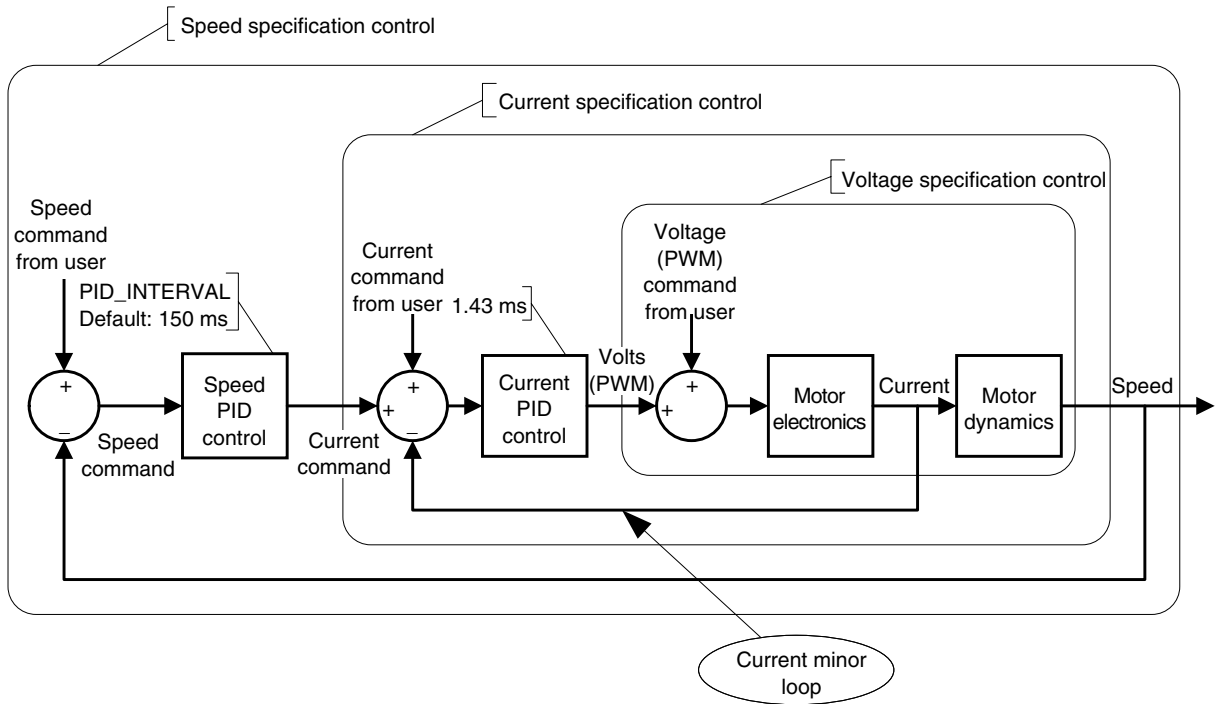 Speed specification control
Current specification control
Voltage specification control
Speed
command
from user
PID_INTERVAL
Default: 150 ms
Current
command
from user
1.43 ms
Voltage
(PWM)
command
from user
Volts
(PWM)
+
−
Speed
command
Speed
PID
control
Current
command
+
+
−
Current
PID
control
+
+
Motor
electronics
Current
Motor
dynamics
Speed
Current minor
loop